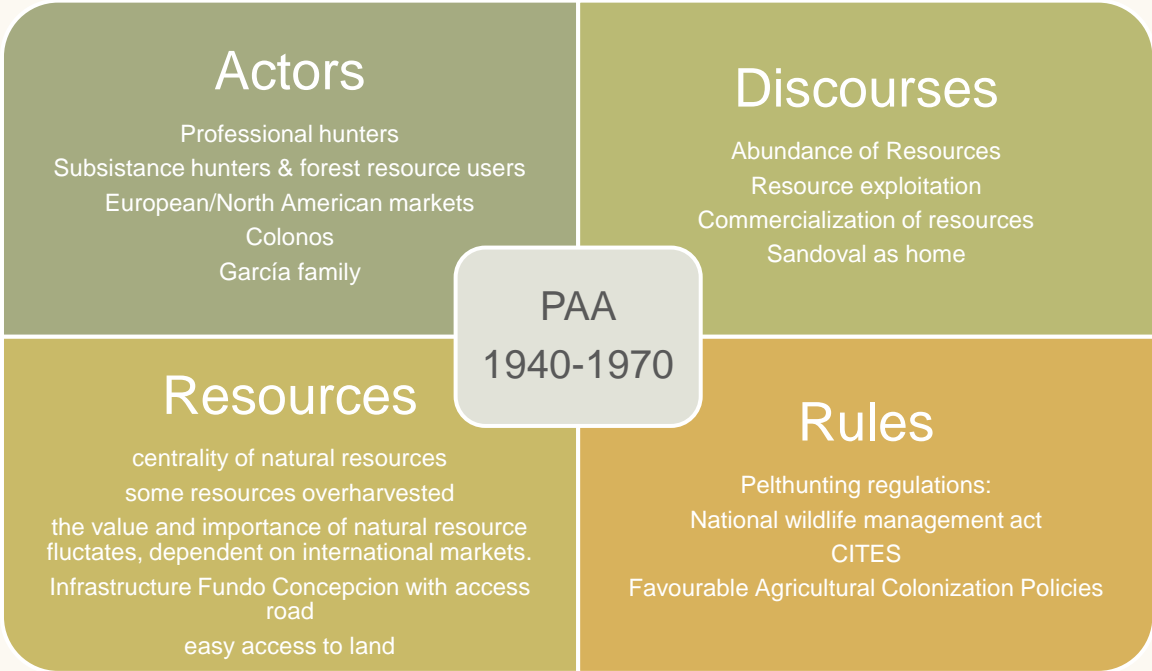 Actors
Professional hunters
Subsistance hunters & forest resource users
European/North American markets
Colonos
García family
Discourses
Abundance of Resources
Resource exploitation
Commercialization of resources
Sandoval as home
PAA
1940-1970
Resources
centrality of natural resources
some resources overharvested
the value and importance of natural resource
fluctates, dependent on international markets.
Infrastructure Fundo Concepcion with access
road
easy access to land
Rules
Pelthunting regulations:
National wildlife management act
CITES
Favourable Agricultural Colonization Policies